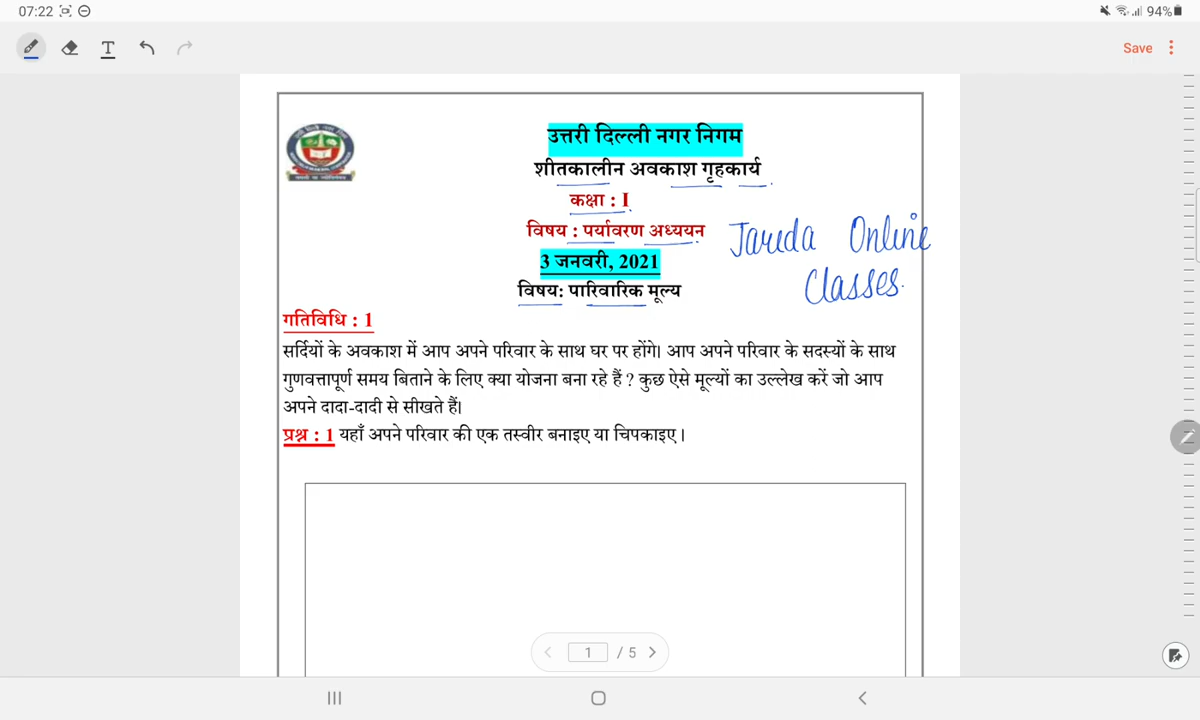 07:22
94%
Save
उत्तरी दिल्ली नगर निगम
शीतकालीन अवकाश गृहकार्य
कक्षा : I
विषय : पर्यावरण अध्ययन
3 जनवरी, 2021
विषय: पारिवारिक मूल्य
Online
Classes.
गतिविधि : 1
सर्दियों के अवकाश में आप अपने परिवार के साथ घर पर होंगे। आप अपने परिवार के सदस्यों के साथ
गुणवत्तापूर्ण समय बिताने के लिए क्या योजना बना रहे हैं ? कुछ ऐसे मूल्यों का उल्लेख करें जो आप
अपने दादा-दादी से सीखते हैं।
प्रश्न : 1 यहाँ अपने परिवार की एक तस्वीर बनाइए या चिपकाइए ।
1 / 5